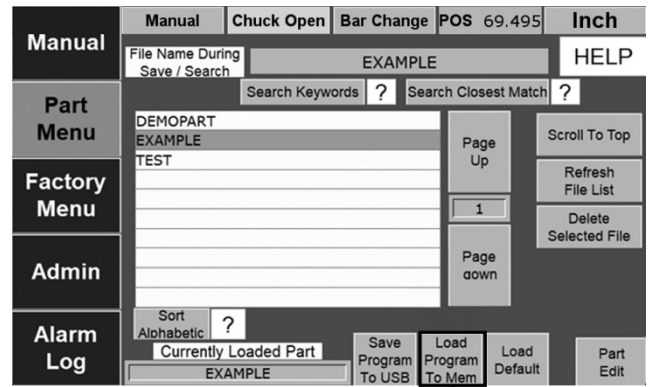 Manual
Part
Menu
Factory
Menu
Admin
Alarm
Log
Manual
Chuck Open
Bar Change
POS 69.495
Inch
File Name During
Save / Search
EXAMPLE
HELP
Search Keywords
?
Search Closest Match
?
DEMOPART
EXAMPLE
TEST
Page
Up
1
Page
down
Scroll To Top
Refresh
File List
Delete
Selected File
Sort
Alphabetic
?
Currently Loaded Part
EXAMPLE
Save
Program
To USB
Load
Program
To Mem
Load
Default
Part
Edit